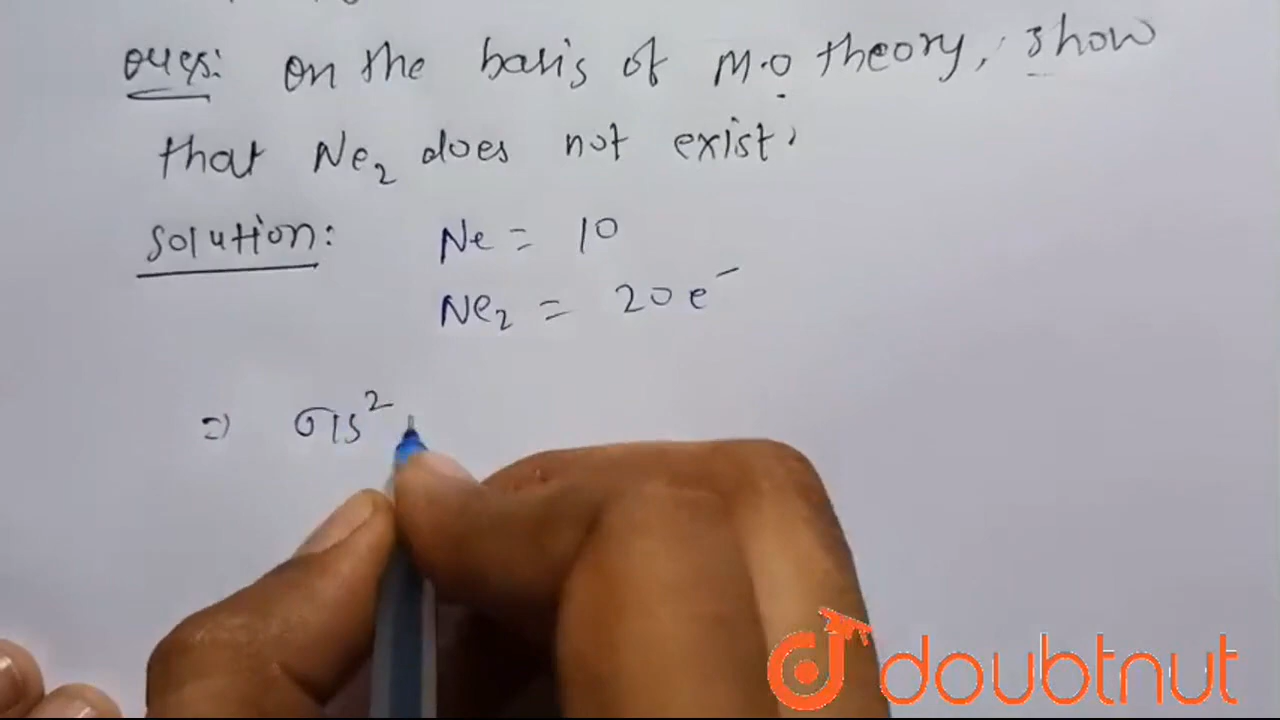 Ques: On the basis of M.O theory, show
that Ne₂ does not exist.
Solution: Ne = 10
Ne₂ = 20 e⁻
⇒ σ1s²
doubtnut